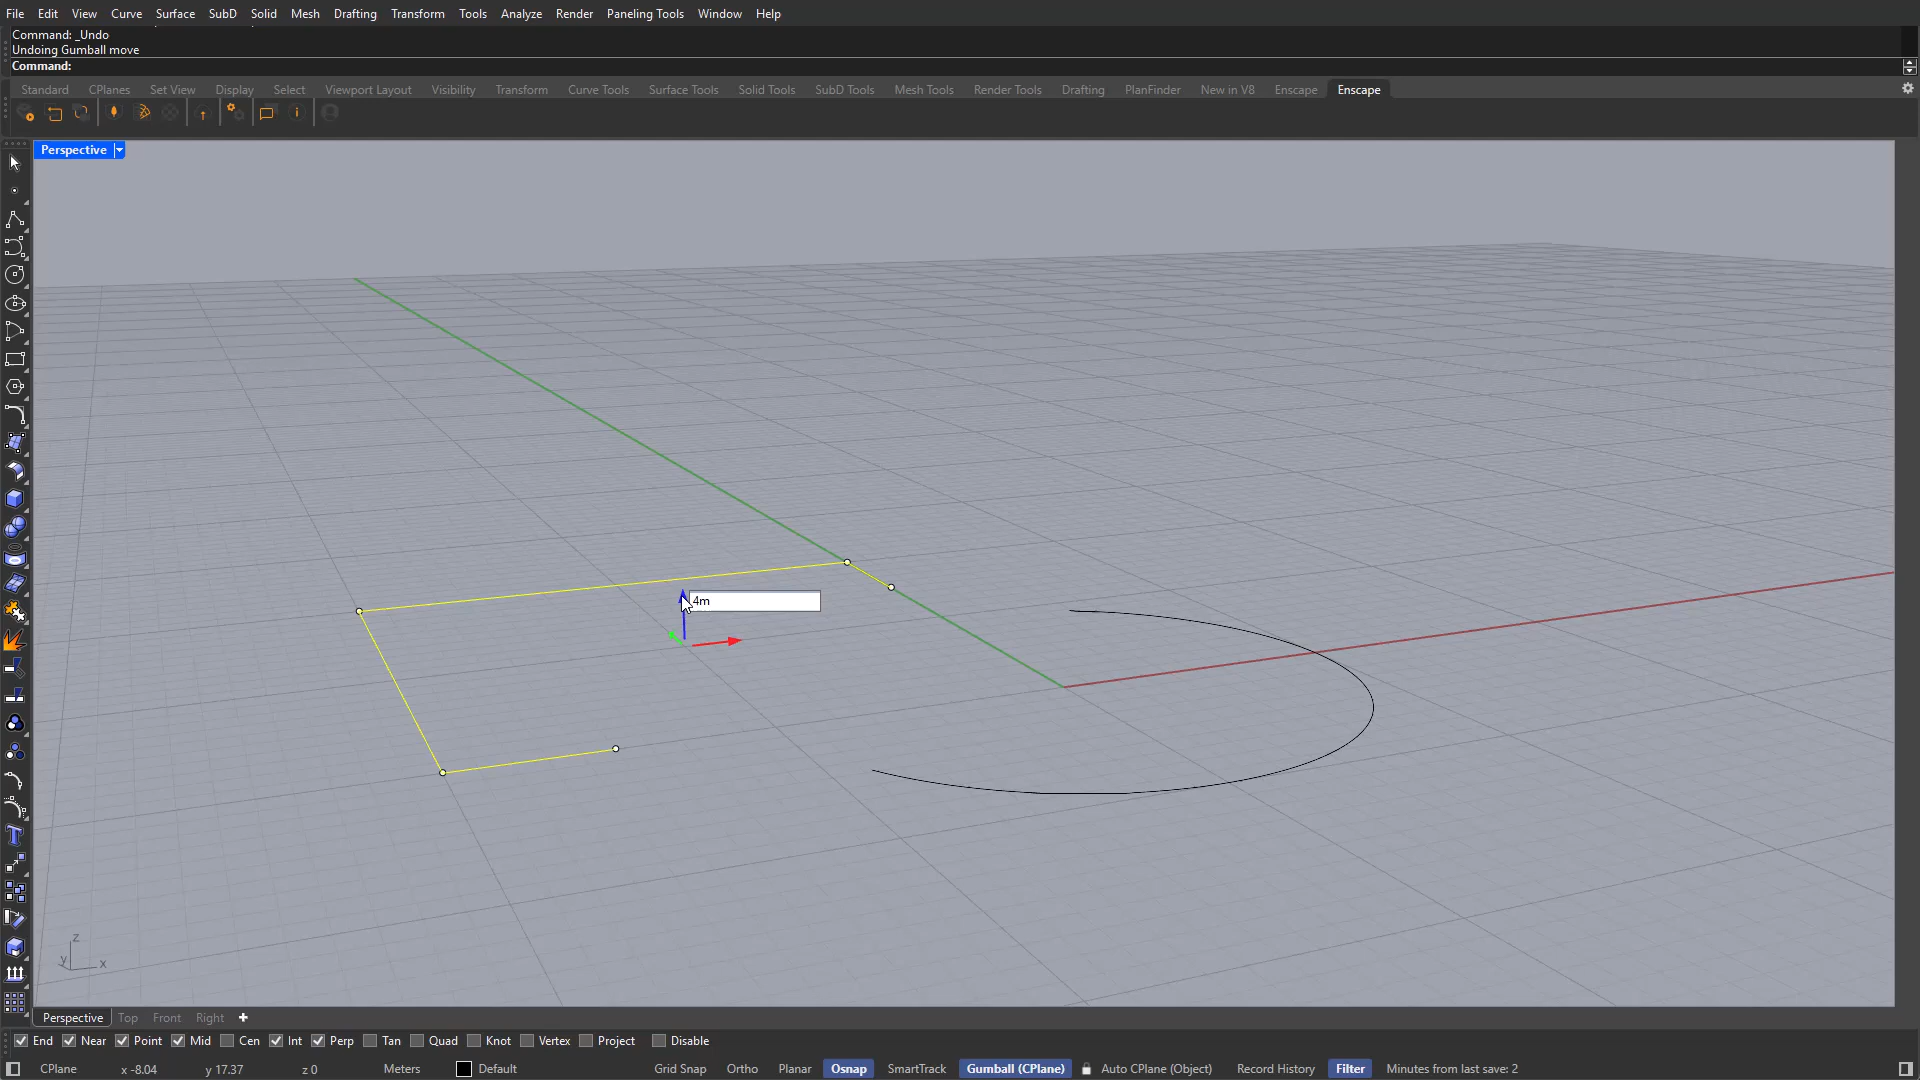 File Edit View Curve Surface SubD Solid Mesh Drafting Transform Tools Analyze Render Paneling Tools Window Help
Command: _Undo
Undoing Gumball move
Command:
Standard CPlanes Set View Display Select Viewport Layout Visibility Transform Curve Tools Surface Tools Solid Tools SubD Tools Mesh Tools Render Tools Drafting PlanFinder New in V8 Enscape Enscape
Perspective
4m
z
y x
Perspective Top Front Right
End Near Point Mid Cen Int Perp Tan Quad Knot Vertex Project Disable
CPlane x -8.04 y 17.37 z 0 Meters Default Grid Snap Ortho Planar Osnap SmartTrack Gumball (CPlane) Auto CPlane (Object) Record History Filter Minutes from last save: 2